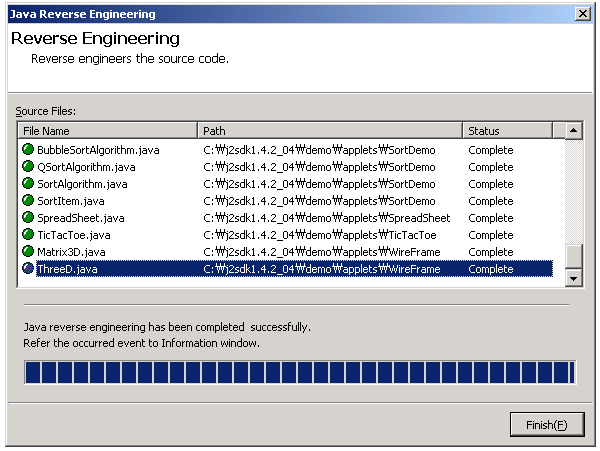 Java Reverse Engineering
Reverse Engineering
Reverse engineers the source code.
Source Files:
File Name Path Status
BubbleSortAlgorithm.java C:₩j2sdk1.4.2_04₩demo₩applets₩SortDemo Complete
QSortAlgorithm.java C:₩j2sdk1.4.2_04₩demo₩applets₩SortDemo Complete
SortAlgorithm.java C:₩j2sdk1.4.2_04₩demo₩applets₩SortDemo Complete
SortItem.java C:₩j2sdk1.4.2_04₩demo₩applets₩SortDemo Complete
SpreadSheet.java C:₩j2sdk1.4.2_04₩demo₩applets₩SpreadSheet Complete
TicTacToe.java C:₩j2sdk1.4.2_04₩demo₩applets₩TicTacToe Complete
Matrix3D.java C:₩j2sdk1.4.2_04₩demo₩applets₩WireFrame Complete
ThreeD.java C:₩j2sdk1.4.2_04₩demo₩applets₩WireFrame Complete
Java reverse engineering has been completed successfully.
Refer the occurred event to Information window.
Finish(F)